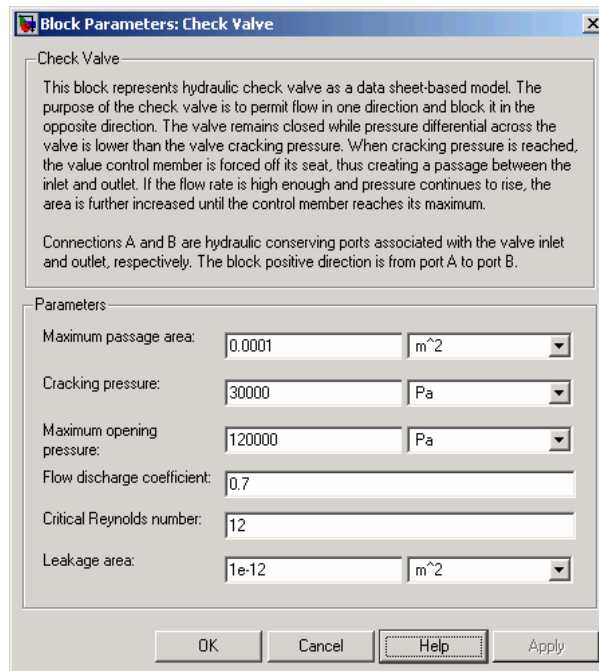 Block Parameters: Check Valve
Check Valve
This block represents hydraulic check valve as a data sheet-based model. The
purpose of the check valve is to permit flow in one direction and block it in the
opposite direction. The valve remains closed while pressure differential across the
valve is lower than the valve cracking pressure. When cracking pressure is reached,
the value control member is forced off its seat, thus creating a passage between the
inlet and outlet. If the flow rate is high enough and pressure continues to rise, the
area is further increased until the control member reaches its maximum.
Connections A and B are hydraulic conserving ports associated with the valve inlet
and outlet, respectively. The block positive direction is from port A to port B.
Parameters
Maximum passage area: 0.0001 m^2
Cracking pressure: 30000 Pa
Maximum opening
pressure: 120000 Pa
Flow discharge coefficient: 0.7
Critical Reynolds number: 12
Leakage area: 1e-12 m^2
OK Cancel Help Apply